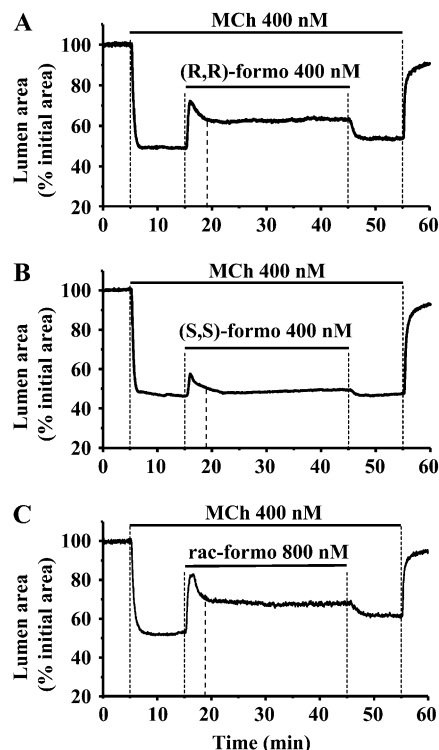 A
MCh 400 nM
(R,R)-formo 400 nM
Lumen area
(% initial area)
100
80
60
40
20
0 10 20 30 40 50 60
B
MCh 400 nM
(S,S)-formo 400 nM
Lumen area
(% initial area)
100
80
60
40
20
0 10 20 30 40 50 60
C
MCh 400 nM
rac-formo 800 nM
Lumen area
(% initial area)
100
80
60
40
20
0 10 20 30 40 50 60
Time (min)